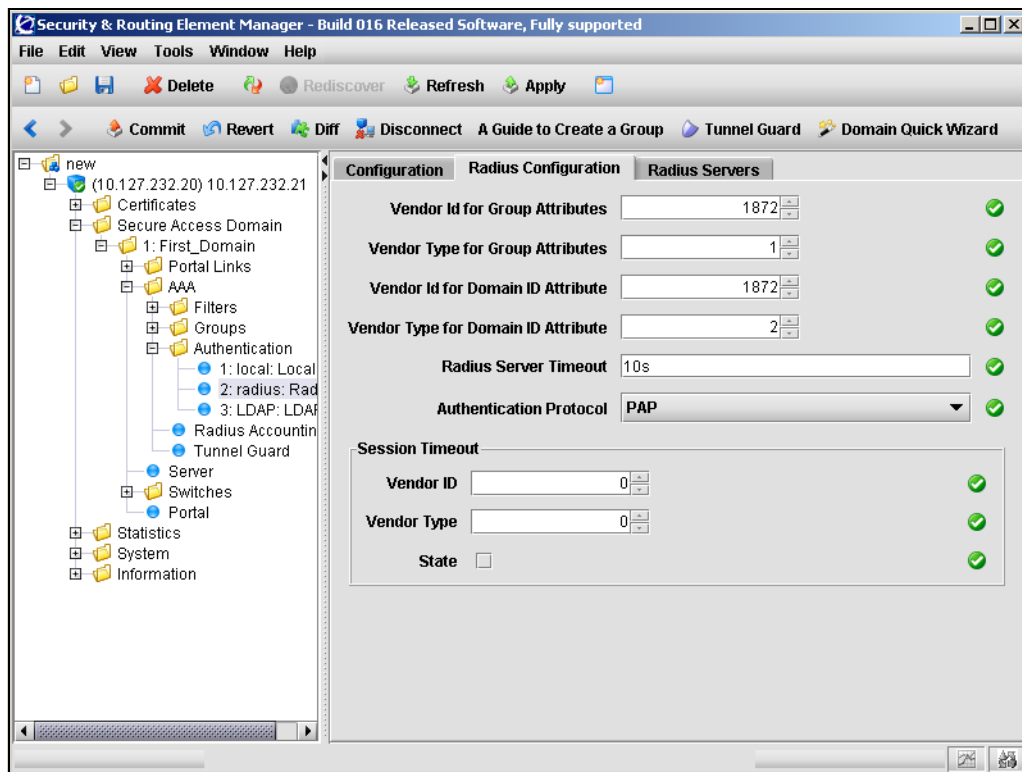 Security & Routing Element Manager - Build 016 Released Software, Fully supported
File Edit View Tools Window Help
Delete Rediscover Refresh Apply
Commit Revert Diff Disconnect A Guide to Create a Group Tunnel Guard Domain Quick Wizard
new
(10.127.232.20) 10.127.232.21
Certificates
Secure Access Domain
1: First_Domain
Portal Links
AAA
Filters
Groups
Authentication
1: local: Local
2: radius: Rad
3: LDAP: LDAP
Radius Accountin
Tunnel Guard
Server
Switches
Portal
Statistics
System
Information
Configuration Radius Configuration Radius Servers
Vendor Id for Group Attributes 1872
Vendor Type for Group Attributes 1
Vendor Id for Domain ID Attribute 1872
Vendor Type for Domain ID Attribute 2
Radius Server Timeout 10s
Authentication Protocol PAP
Session Timeout
Vendor ID 0
Vendor Type 0
State